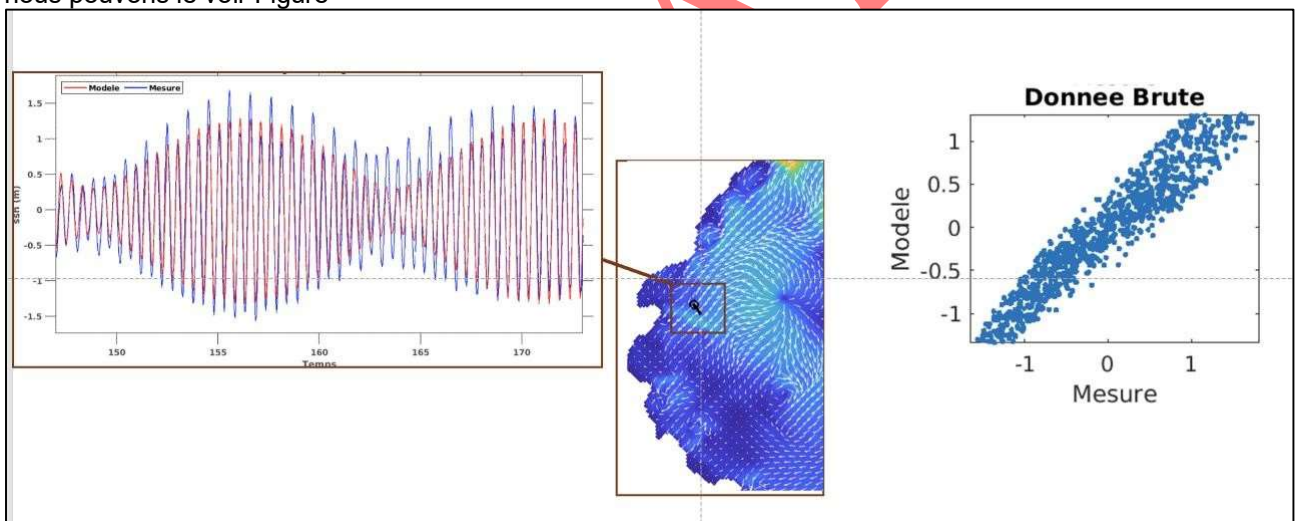 nous pouvons le voir Figure
Modele Mesure
ssh (m)
1.5
1
0.5
0
-0.5
-1
-1.5
150 155 160 165 170
Temps
Donnee Brute
Modele
1
0.5
0
-0.5
-1
-1 0 1
Mesure